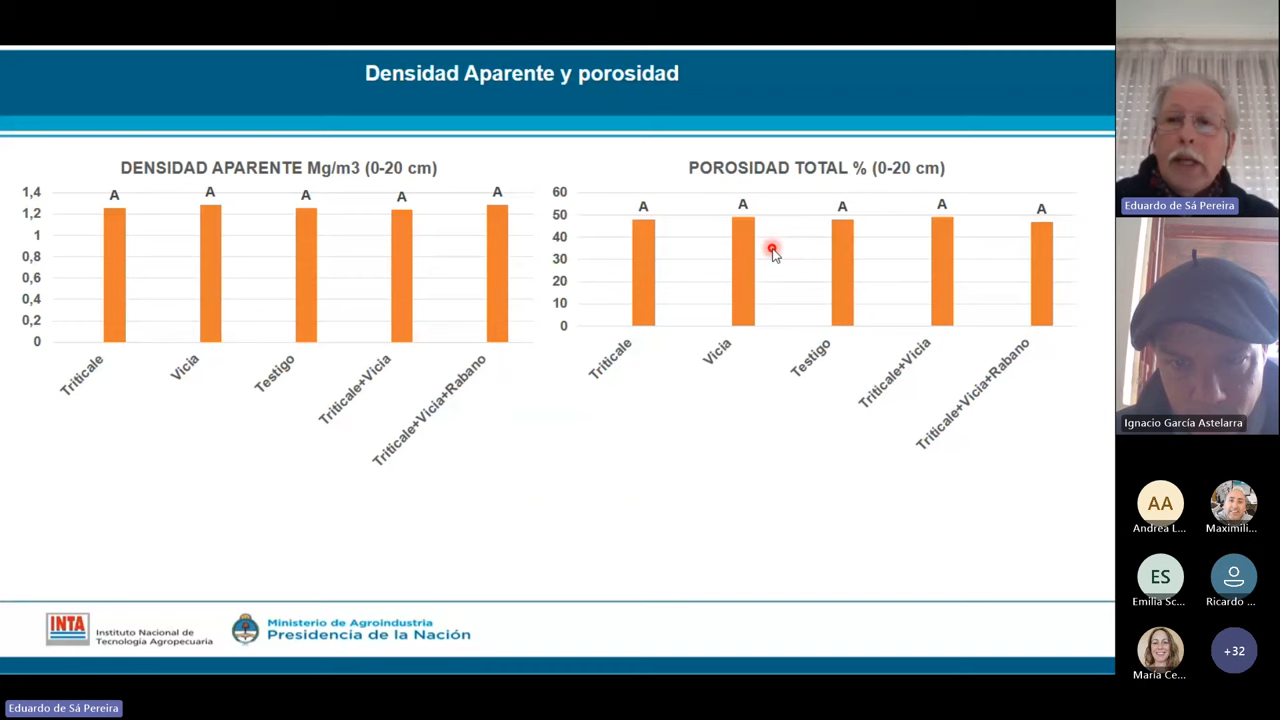 Densidad Aparente y porosidad
DENSIDAD APARENTE Mg/m3 (0-20 cm)
1,4
1,2
1
0,8
0,6
0,4
0,2
0
A
A
A
A
A
Triticale
Vicia
Testigo
Triticale+Vicia
Triticale+Vicia+Rabano
POROSIDAD TOTAL % (0-20 cm)
60
50
40
30
20
10
0
A
A
A
A
A
Triticale
Vicia
Testigo
Triticale+Vicia
Triticale+Vicia+Rabano
INTA
Instituto Nacional de
Tecnología Agropecuaria
Ministerio de Agroindustria
Presidencia de la Nación
Eduardo de Sá Pereira
Ignacio García Astelarra
AA
Andrea L...
Maximili...
ES
Emilia Sc...
Ricardo ...
María Ce...
+32
Eduardo de Sá Pereira